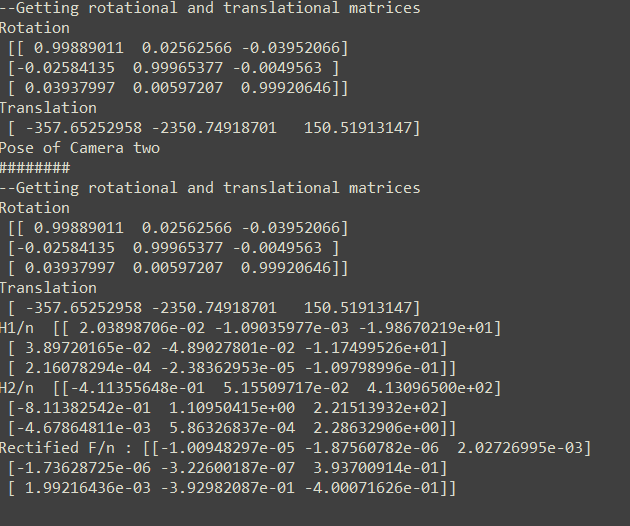 --Getting rotational and translational matrices
Rotation
[[ 0.99889011  0.02562566 -0.03952066]
[-0.02584135  0.99965377 -0.0049563 ]
[ 0.03937997  0.00597207  0.99920646]]
Translation
[ -357.65252958 -2350.74918701   150.51913147]
Pose of Camera two
########
--Getting rotational and translational matrices
Rotation
[[ 0.99889011  0.02562566 -0.03952066]
[-0.02584135  0.99965377 -0.0049563 ]
[ 0.03937997  0.00597207  0.99920646]]
Translation
[ -357.65252958 -2350.74918701   150.51913147]
H1/n  [[ 2.03898706e-02 -1.09035977e-03 -1.98670219e+01]
[ 3.89720165e-02 -4.89027801e-02 -1.17499526e+01]
[ 2.16078294e-04 -2.38362953e-05 -1.09798996e-01]]
H2/n  [[-4.11355648e-01  5.15509717e-02  4.13096500e+02]
[-8.11382542e-01  1.10950415e+00  2.21513932e+02]
[-4.67864811e-03  5.86326837e-04  2.28632906e+00]]
Rectified F/n : [[-1.00948297e-05 -1.87560782e-06  2.02726995e-03]
[-1.73628725e-06 -3.22600187e-07  3.93700914e-01]
[ 1.99216436e-03 -3.92982087e-01 -4.00071626e-01]]